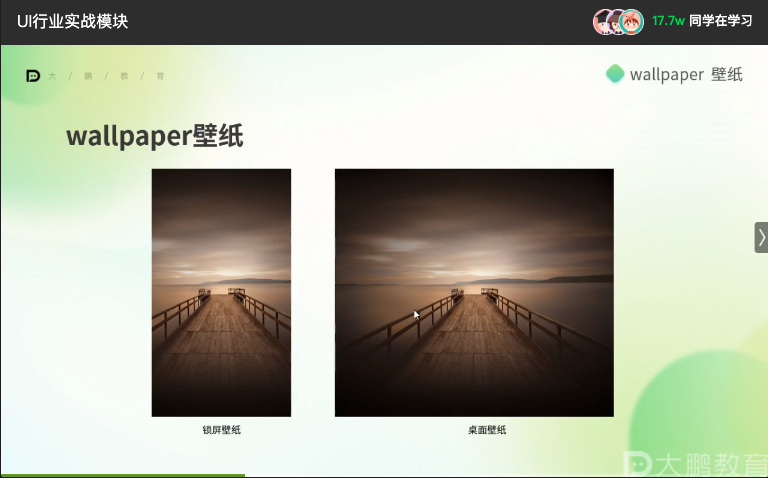 UI行业实战模块
17.7w 同学在学习
大 / 鹏 / 教 / 育
wallpaper 壁纸
wallpaper壁纸
锁屏壁纸
桌面壁纸
大鹏教育